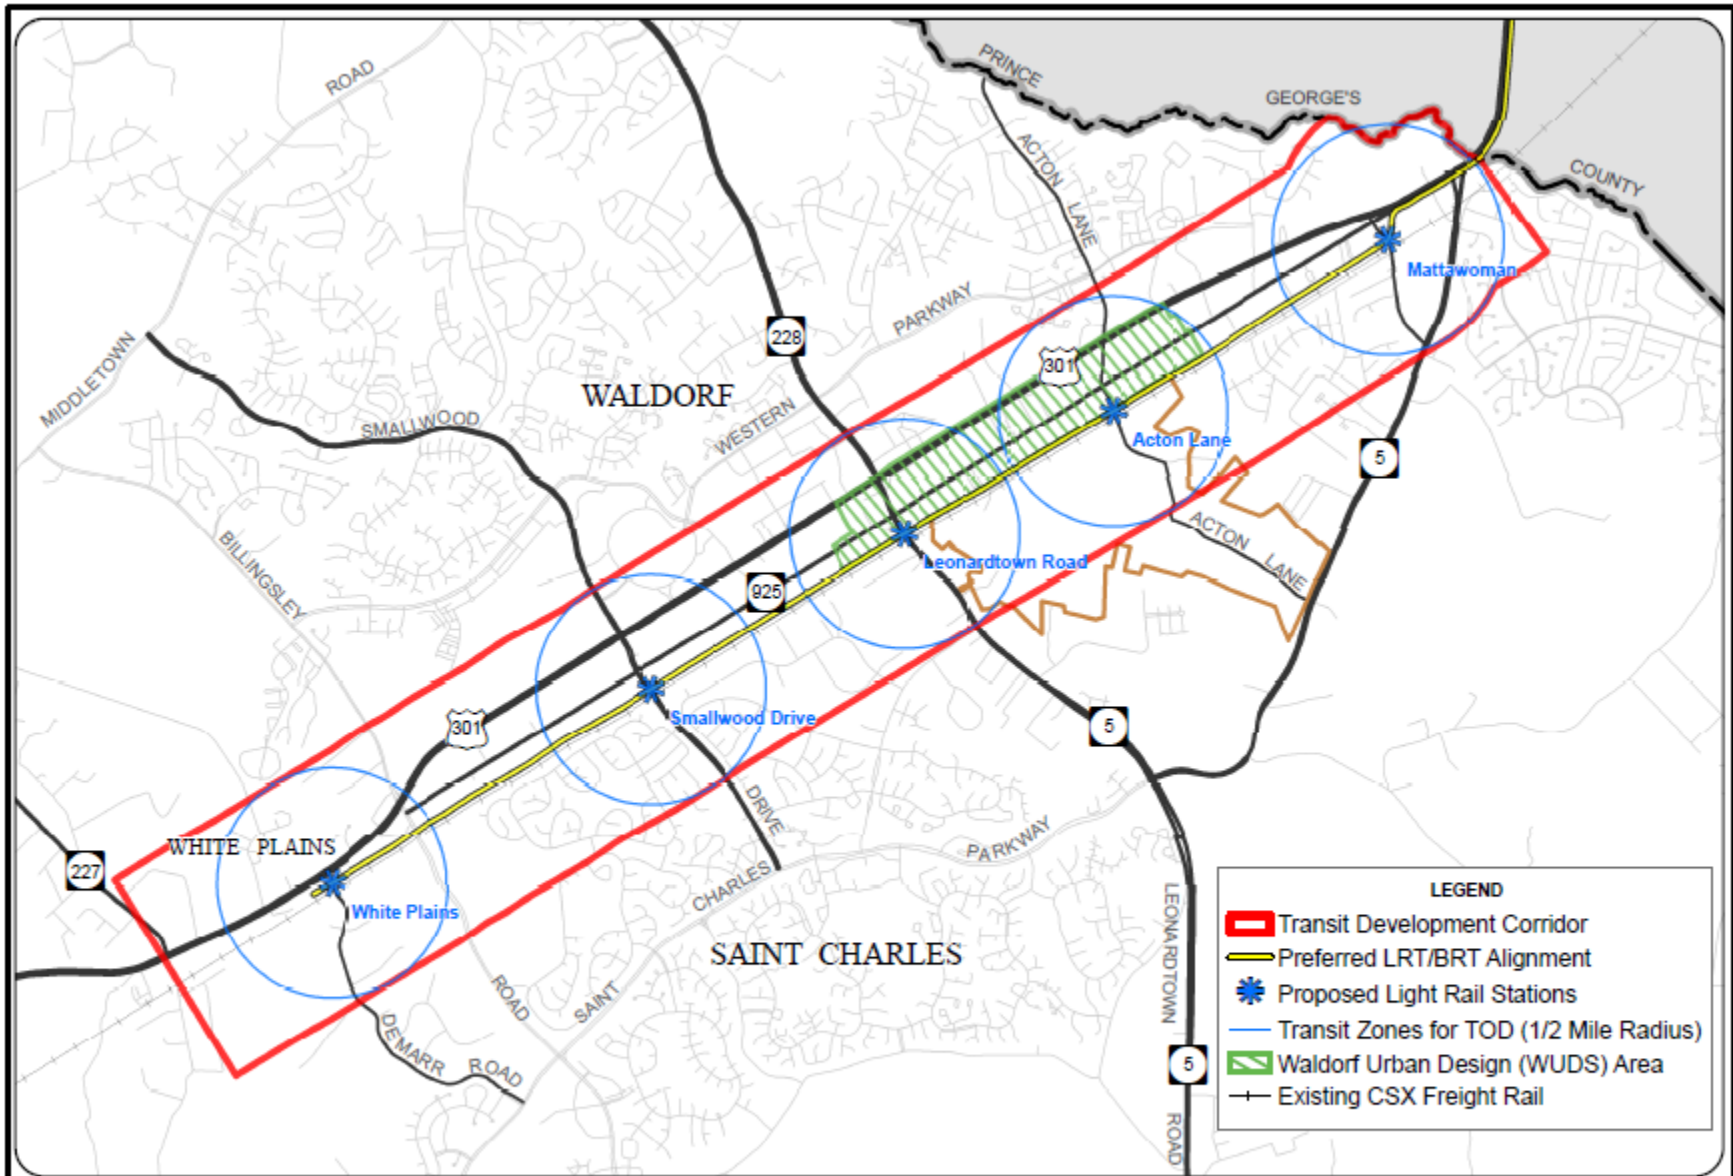 PRINCE
GEORGE'S
COUNTY
ROAD
ACTON
LANE
Mattawoman
PARKWAY
228
MIDDLETOWN
301
WALDORF
SMALLWOOD
WESTERN
Acton Lane
5
ACTON
LANE
BILLINGSLEY
Leonardtown Road
925
301
Smallwood Drive
5
DRIVE
WHITE PLAINS
PARKWAY
227
CHARLES
White Plains
SAINT CHARLES
LEONARDTOWN
ROAD
SAINT
DEMARR
ROAD
5
ROAD
LEGEND
Transit Development Corridor
Preferred LRT/BRT Alignment
Proposed Light Rail Stations
Transit Zones for TOD (1/2 Mile Radius)
Waldorf Urban Design (WUDS) Area
Existing CSX Freight Rail